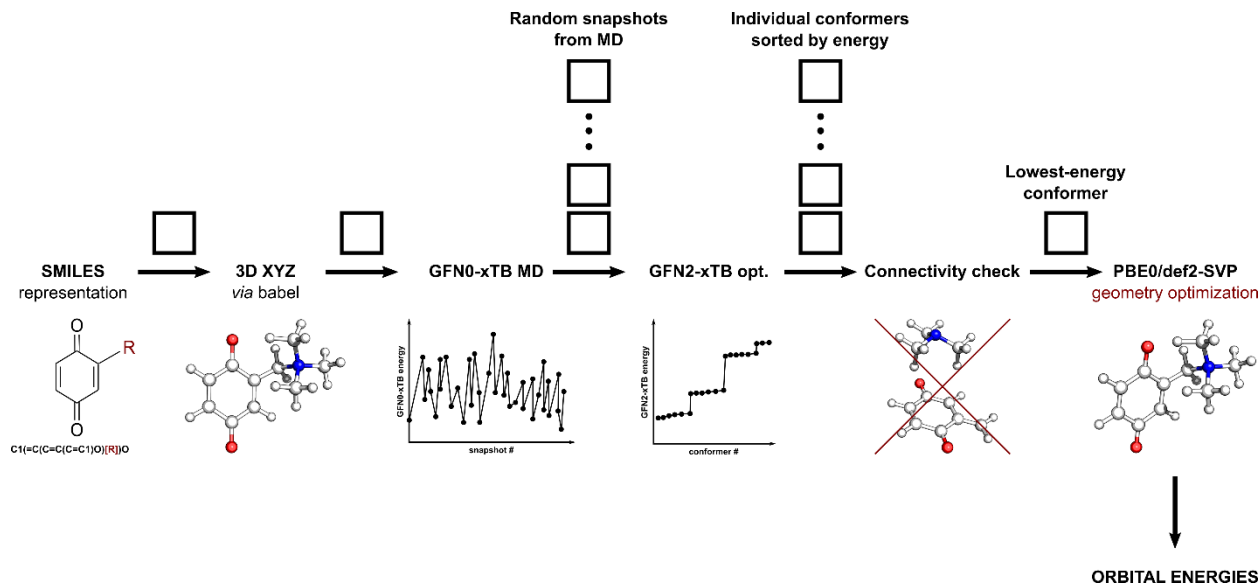 Random snapshots
from MD
Individual conformers
sorted by energy
Lowest-energy
conformer
SMILES
representation
3D XYZ
via babel
GFN0-xTB MD
GFN2-xTB opt.
Connectivity check
PBE0/def2-SVP
geometry optimization
O
R
O
C1(=C(C=C(C=C1)O)[R])O
GFN0-xTB energy
snapshot #
GFN2-xTB energy
conformer #
ORBITAL ENERGIES